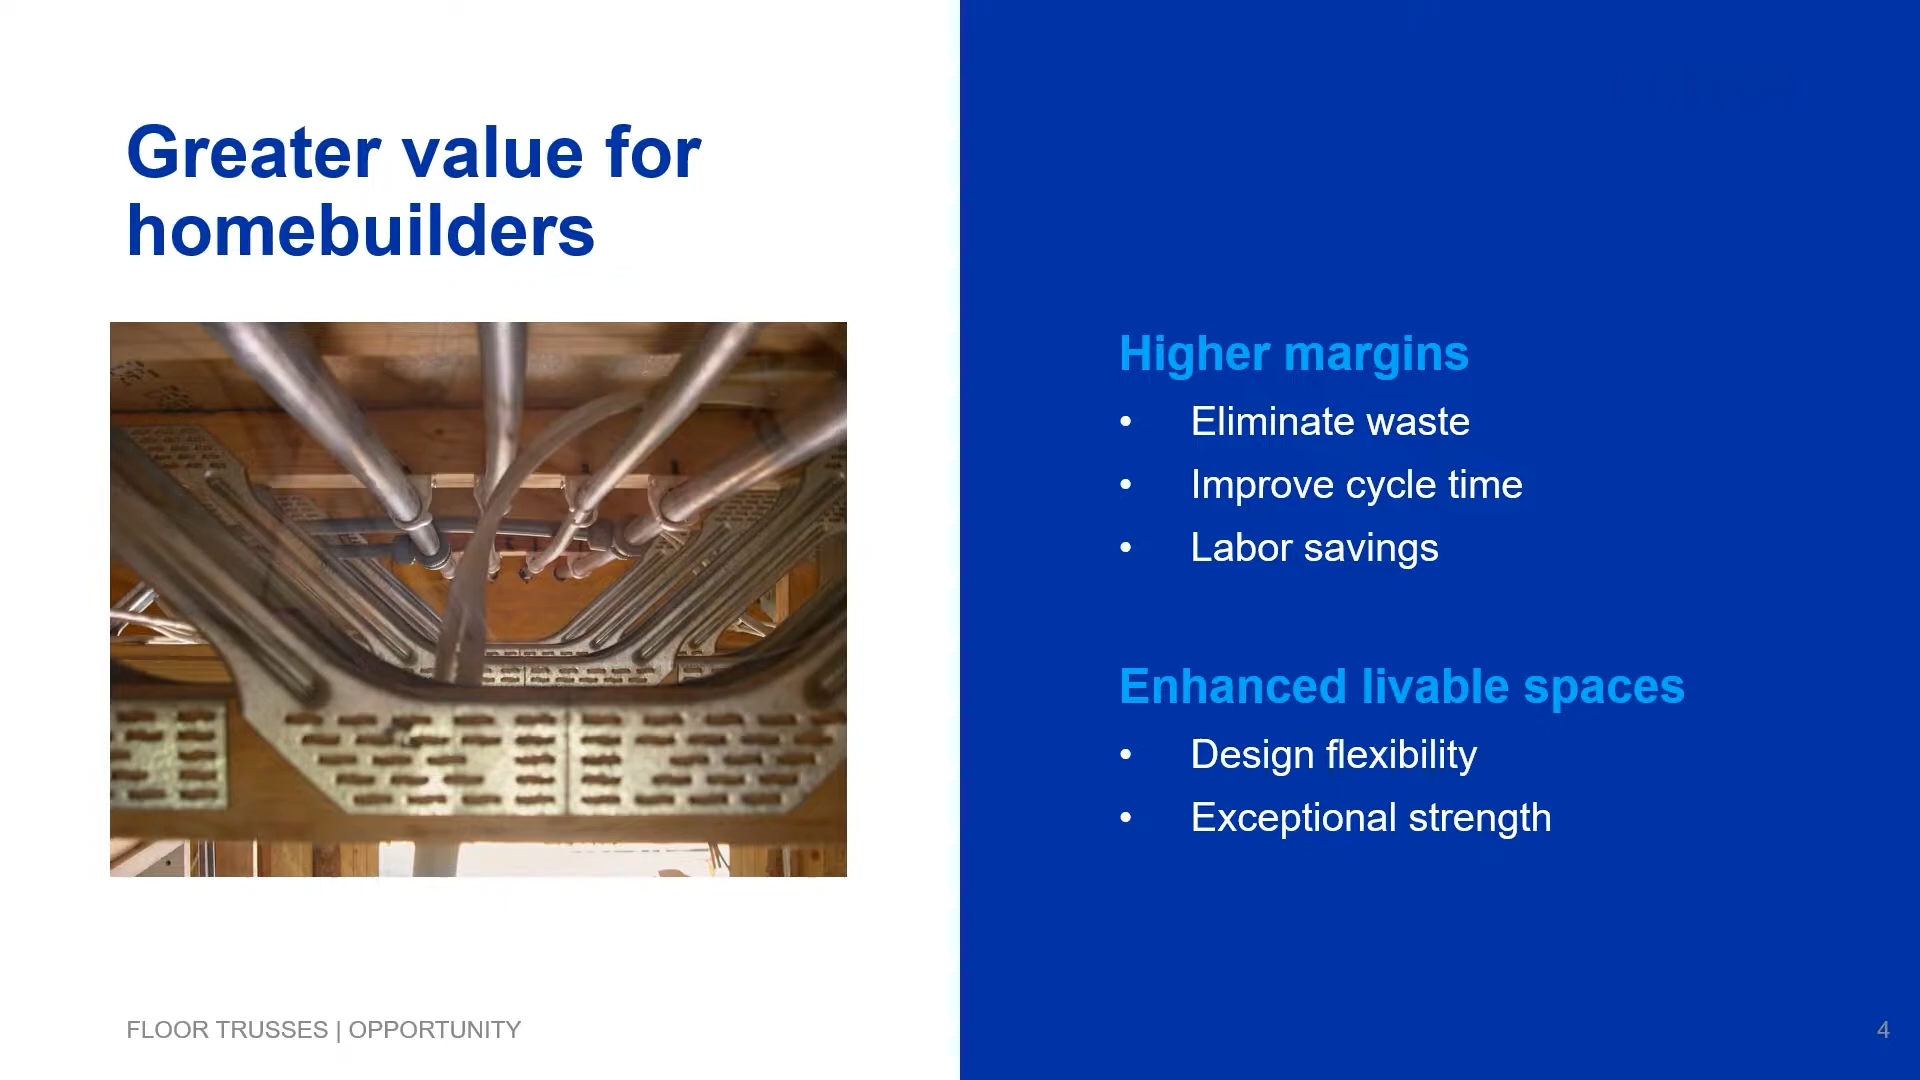 Greater value for
homebuilders
Higher margins
• Eliminate waste
• Improve cycle time
• Labor savings
Enhanced livable spaces
• Design flexibility
• Exceptional strength
FLOOR TRUSSES | OPPORTUNITY
4